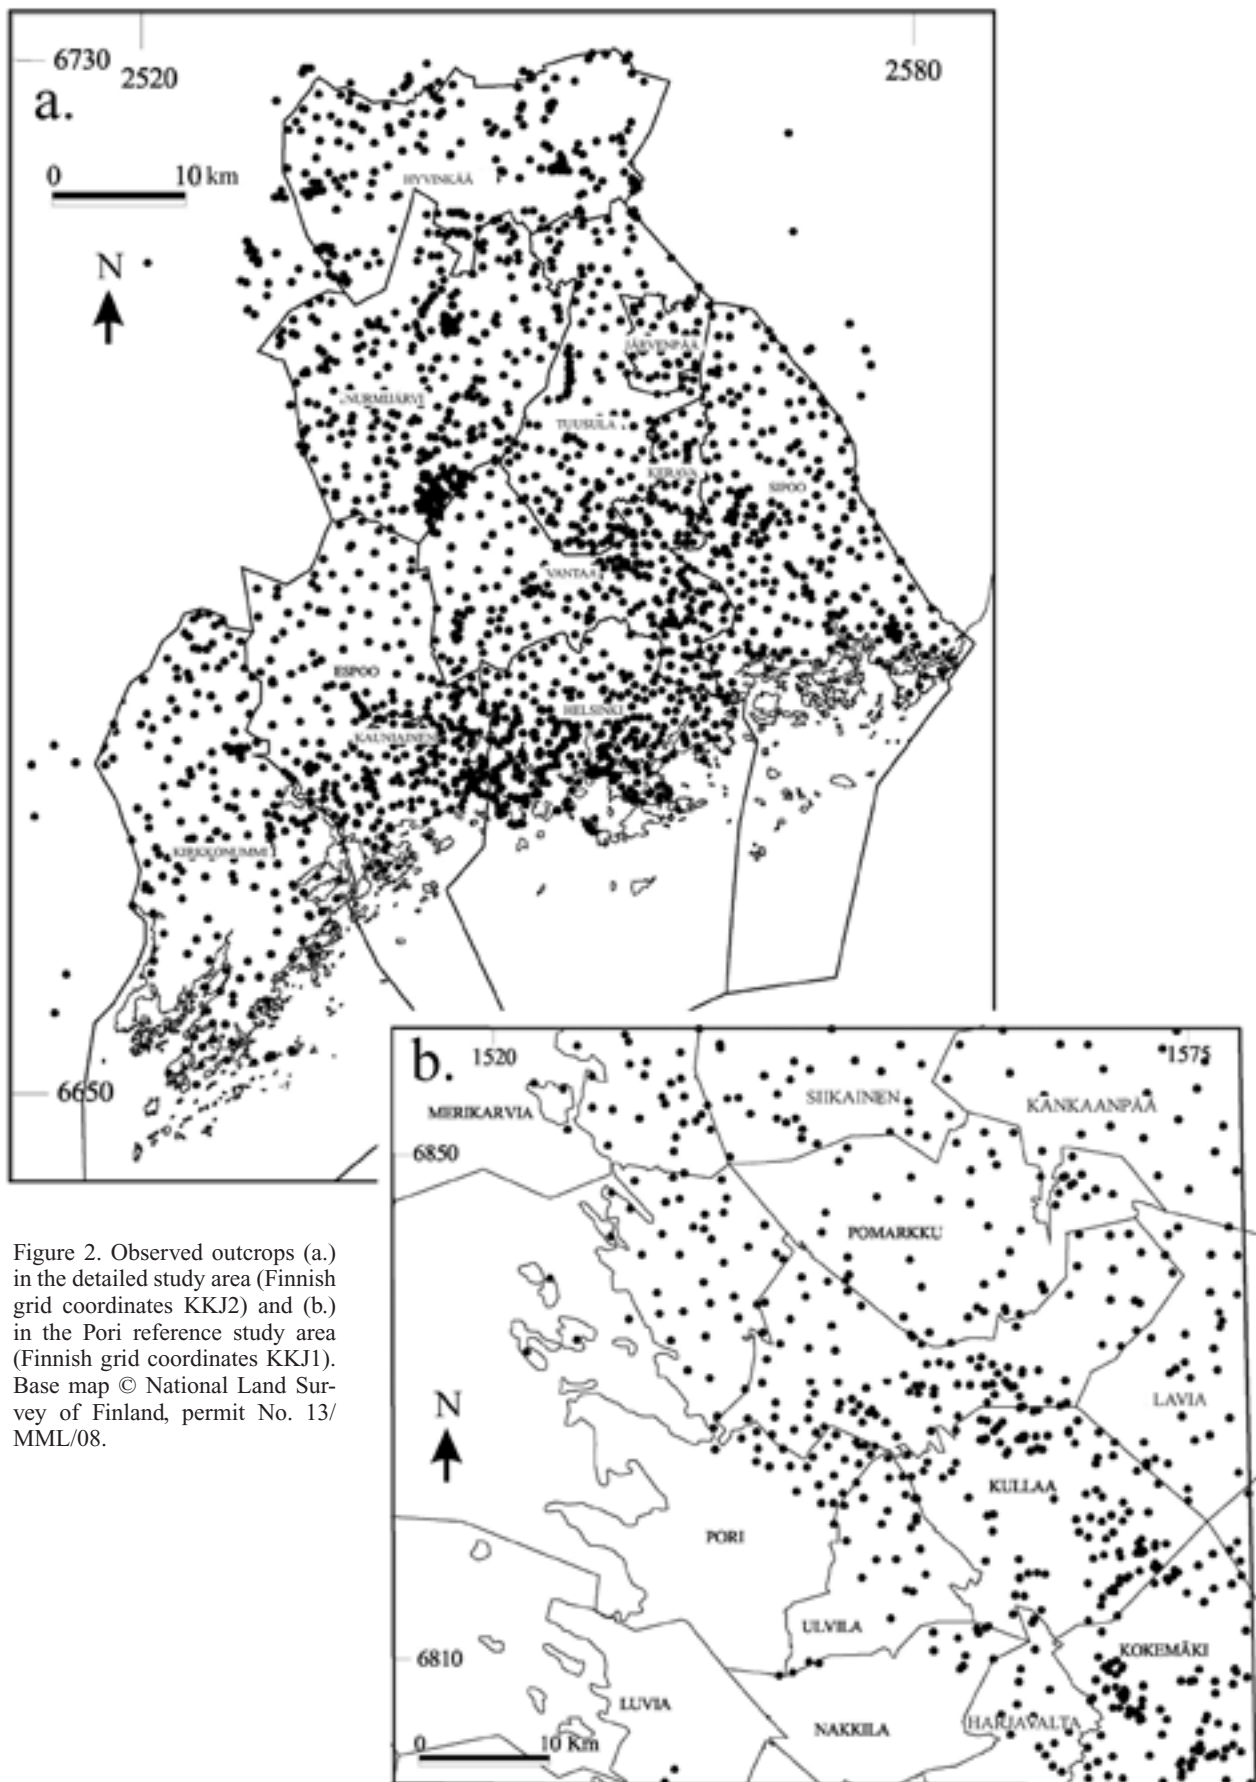 6730
2520
2580
a.
0 10 km
HYVINKÄÄ
N
JÄRVENPÄÄ
NURMIJÄRVI
TUUSULA
KERAVA
SIPOO
VANTAA
ESPOO
HELSINKI
KAUNIAINEN
KIRKKONUMMI
6650
b.
1520
1575
MERIKARVIA
SIIKAINEN
KANKAANPÄÄ
6850
POMARKKU
LAVIA
N
KULLAA
PORI
ULVILA
KOKEMÄKI
6810
LUVIA
NAKKILA
HARJAVALTA
0 10 Km
Figure 2. Observed outcrops (a.)
in the detailed study area (Finnish
grid coordinates KKJ2) and (b.)
in the Pori reference study area
(Finnish grid coordinates KKJ1).
Base map © National Land Sur-
vey of Finland, permit No. 13/
MML/08.